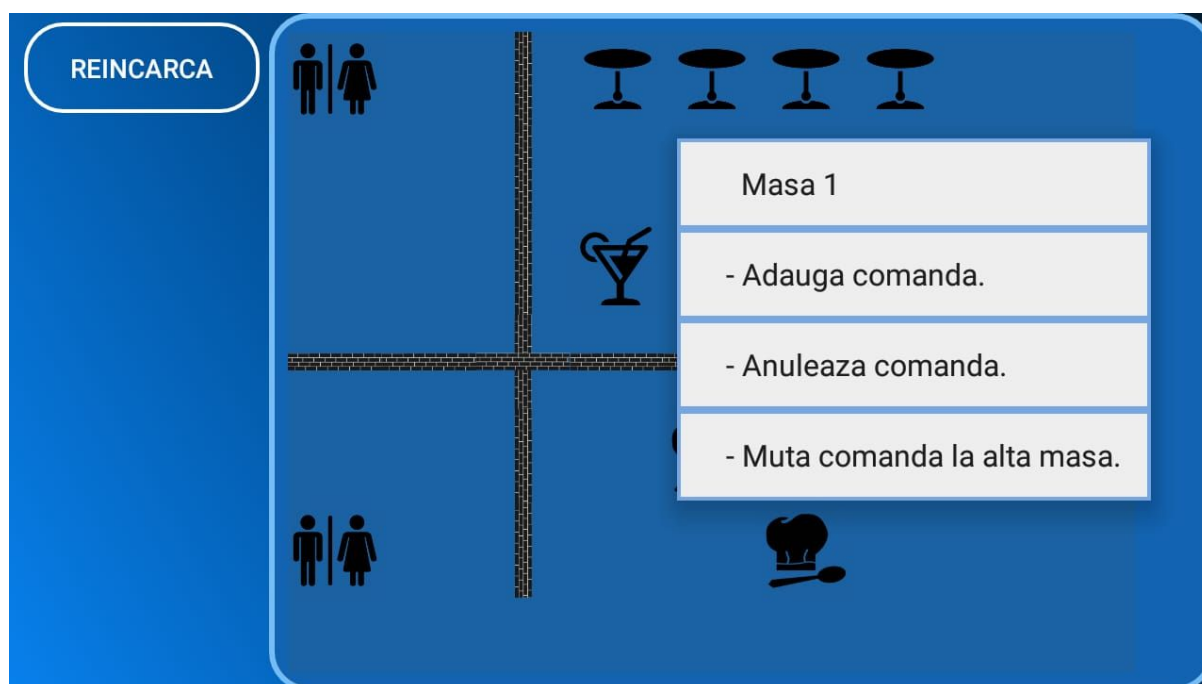 REINCARCA
Masa 1
- Adauga comanda.
- Anuleaza comanda.
- Muta comanda la alta masa.